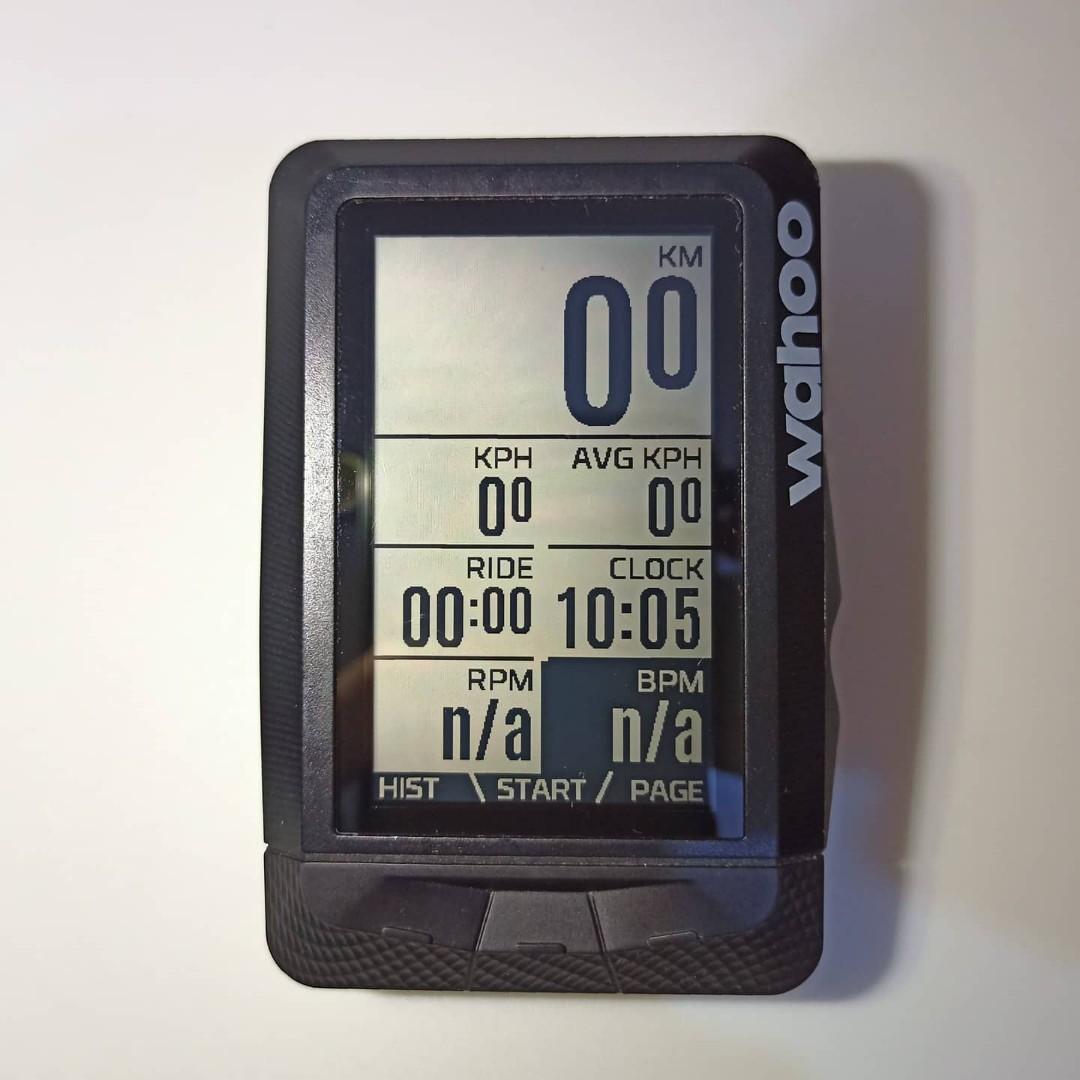 KM
00
KPH AVG KPH
00 00
RIDE CLOCK
00:00 10:05
RPM BPM
n/a n/a
HIST \ START / PAGE
wahoo